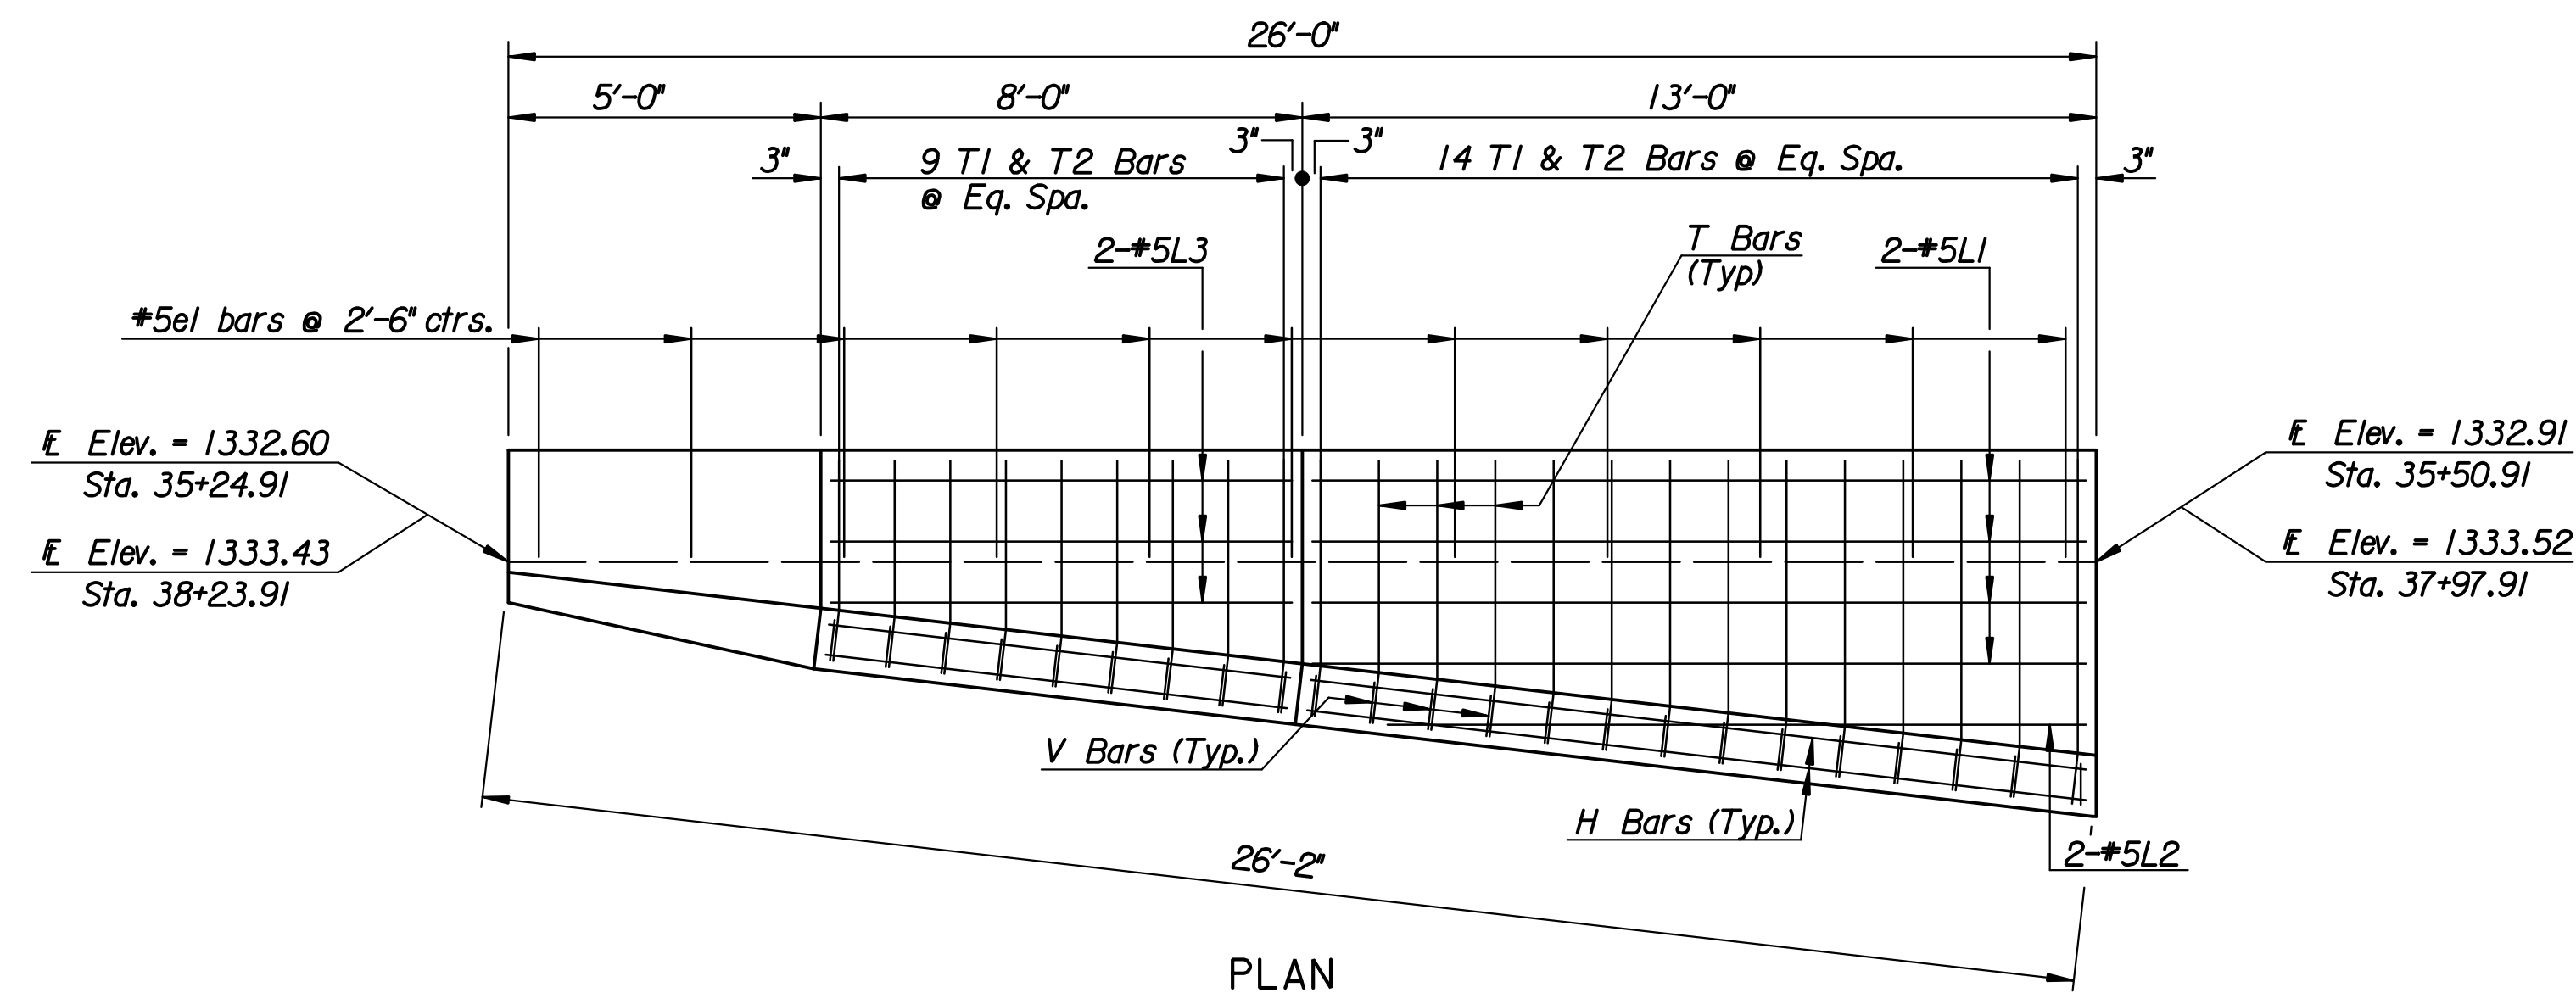 26'-0"
5'-0" 8'-0" 13'-0"
3" 9 T1 & T2 Bars 3" 3" 14 T1 & T2 Bars @ Eq. Spa. 3"
@ Eq. Spa.
T Bars
(Typ)
2-#5L3 2-#5L1
#5e1 bars @ 2'-6" ctrs.
℄ Elev. = 1332.60
Sta. 35+24.91
℄ Elev. = 1333.43
Sta. 38+23.91
℄ Elev. = 1332.91
Sta. 35+50.91
℄ Elev. = 1333.52
Sta. 37+97.91
V Bars (Typ.)
H Bars (Typ.)
2-#5L2
26'-2"
PLAN